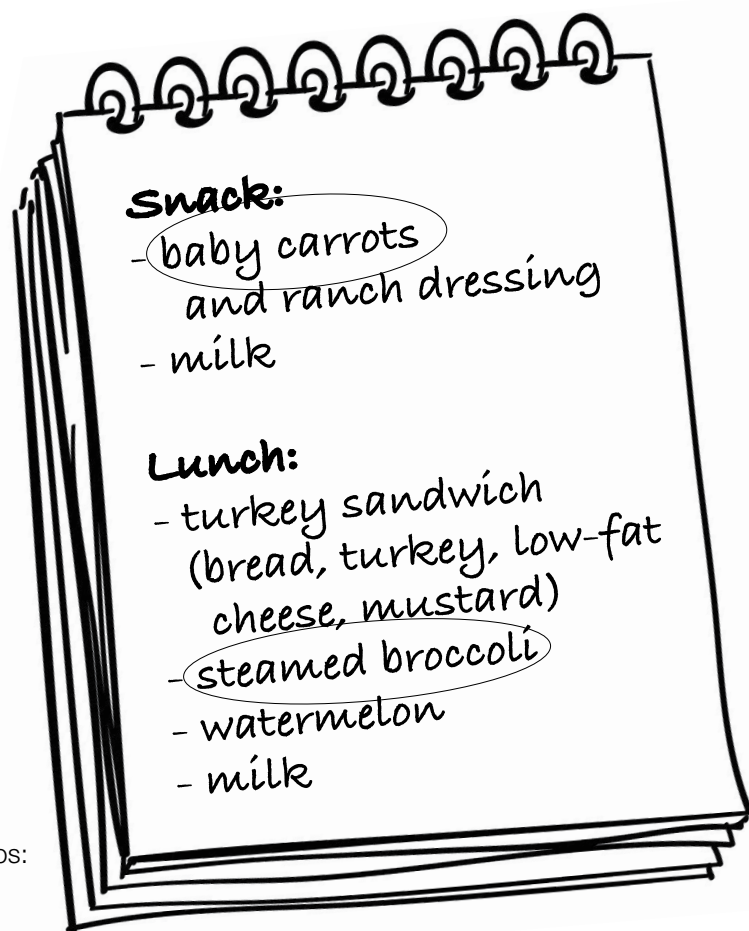 Snack:
- baby carrots
and ranch dressing
- milk
Lunch:
- turkey sandwich
(bread, turkey, low-fat
cheese, mustard)
- steamed broccoli
- watermelon
- milk